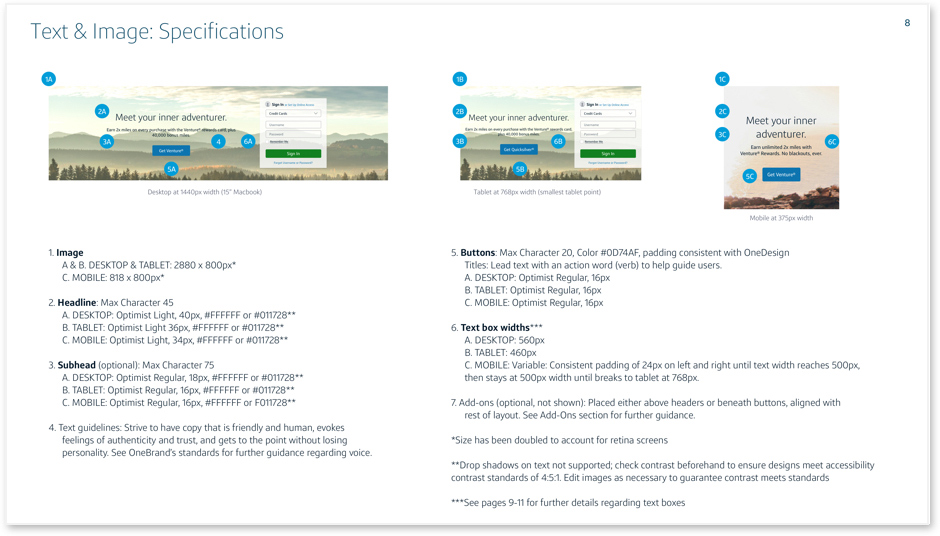 8
Text & Image: Specifications
1A
2A
Meet your inner adventurer.
Earn 2x miles on every purchase with the Venture® rewards card, plus
40,000 bonus miles.
3A
4
6A
Get Venture®
5A
Sign In
Credit Cards
Username
Password
Remember Me
Sign In
Forgot Username or Password?
Desktop at 1440px width (15" Macbook)
1B
2B
Meet your inner adventurer.
Earn 2x miles on every purchase with the Venture® rewards card,
plus 40,000 bonus miles.
3B
6B
Get Quicksilver®
5B
Sign In
Credit Cards
Username
Password
Remember Me
Sign In
Forgot Username or Password?
Tablet at 768px width (smallest tablet point)
1C
2C
Meet your inner
adventurer.
3C
6C
Earn unlimited 2x miles with
Venture® Rewards. No blackouts, ever.
5C
Get Venture®
Mobile at 375px width
1. Image
A & B. DESKTOP & TABLET: 2880 x 800px*
C. MOBILE: 818 x 800px*
2. Headline: Max Character 45
A. DESKTOP: Optimist Light, 40px, #FFFFFF or #011728**
B. TABLET: Optimist Light 36px, #FFFFFF or #011728**
C. MOBILE: Optimist Light, 34px, #FFFFFF or #011728**
3. Subhead (optional): Max Character 75
A. DESKTOP: Optimist Regular, 18px, #FFFFFF or #011728**
B. TABLET: Optimist Regular, 16px, #FFFFFF or #011728**
C. MOBILE: Optimist Regular, 16px, #FFFFFF or F011728**
4. Text guidelines: Strive to have copy that is friendly and human, evokes
feelings of authenticity and trust, and gets to the point without losing
personality. See OneBrand's standards for further guidance regarding voice.
5. Buttons: Max Character 20, Color #0D74AF, padding consistent with OneDesign
Titles: Lead text with an action word (verb) to help guide users.
A. DESKTOP: Optimist Regular, 16px
B. TABLET: Optimist Regular, 16px
C. MOBILE: Optimist Regular, 16px
6. Text box widths***
A. DESKTOP: 560px
B. TABLET: 460px
C. MOBILE: Variable: Consistent padding of 24px on left and right until text width reaches 500px,
then stays at 500px width until breaks to tablet at 768px.
7. Add-ons (optional, not shown): Placed either above headers or beneath buttons, aligned with
rest of layout. See Add-Ons section for further guidance.
*Size has been doubled to account for retina screens
**Drop shadows on text not supported; check contrast beforehand to ensure designs meet accessibility
contrast standards of 4:5:1. Edit images as necessary to guarantee contrast meets standards
***See pages 9-11 for further details regarding text boxes